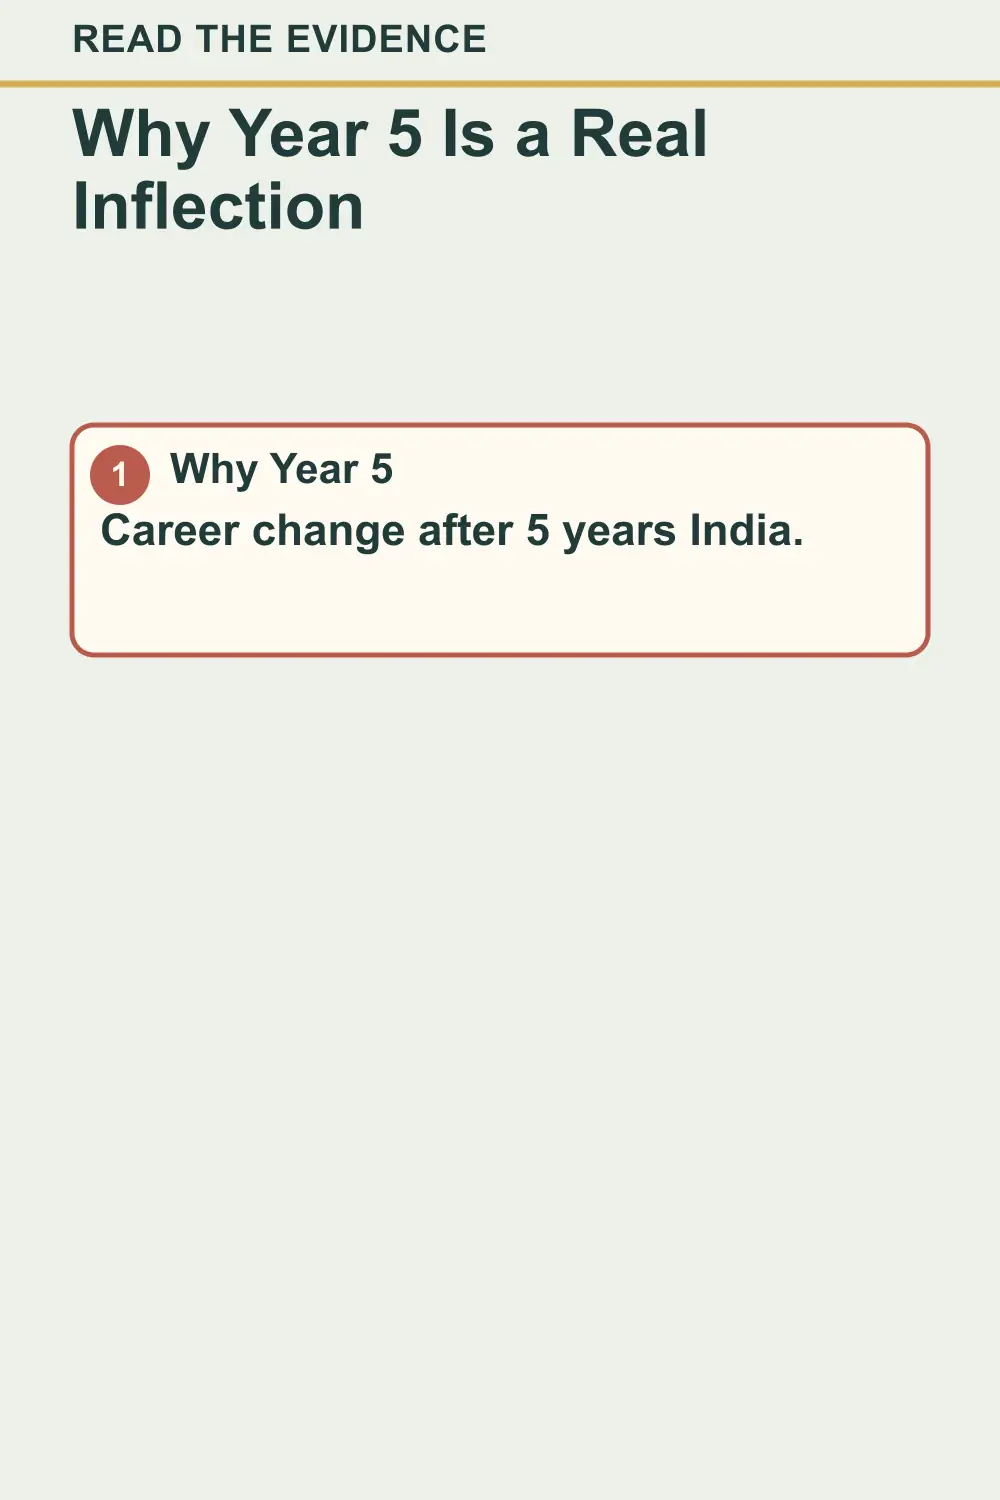 READ THE EVIDENCE
Why Year 5 Is a Real
Inflection
1 Why Year 5
Career change after 5 years India.